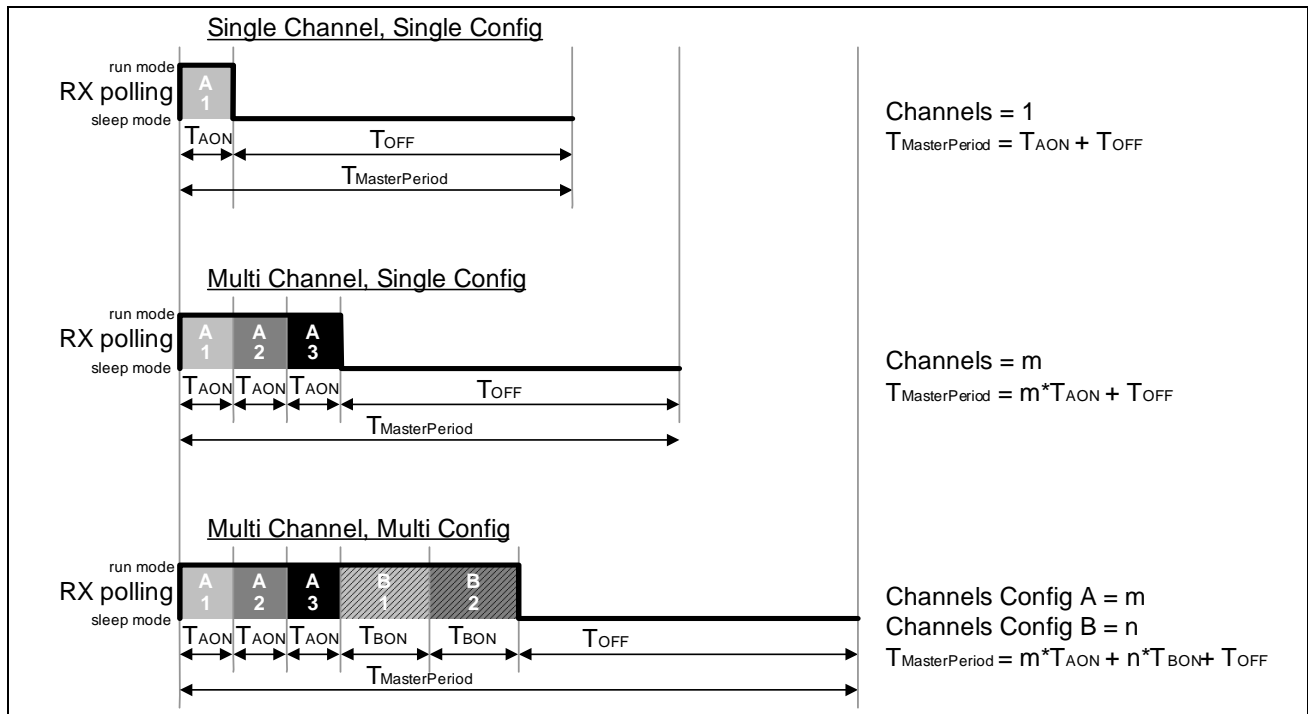 Single Channel, Single Config
run mode
RX polling
sleep mode
A
1
TAON
TOFF
TMasterPeriod
Channels = 1
TMasterPeriod = TAON + TOFF
Multi Channel, Single Config
run mode
RX polling
sleep mode
A A A
1 2 3
TAON TAON TAON
TOFF
TMasterPeriod
Channels = m
TMasterPeriod = m*TAON + TOFF
Multi Channel, Multi Config
run mode
RX polling
sleep mode
A A A B B
1 2 3 1 2
TAON TAON TAON TBON TBON TOFF
TMasterPeriod
Channels Config A = m
Channels Config B = n
TMasterPeriod = m*TAON + n*TBON+ TOFF